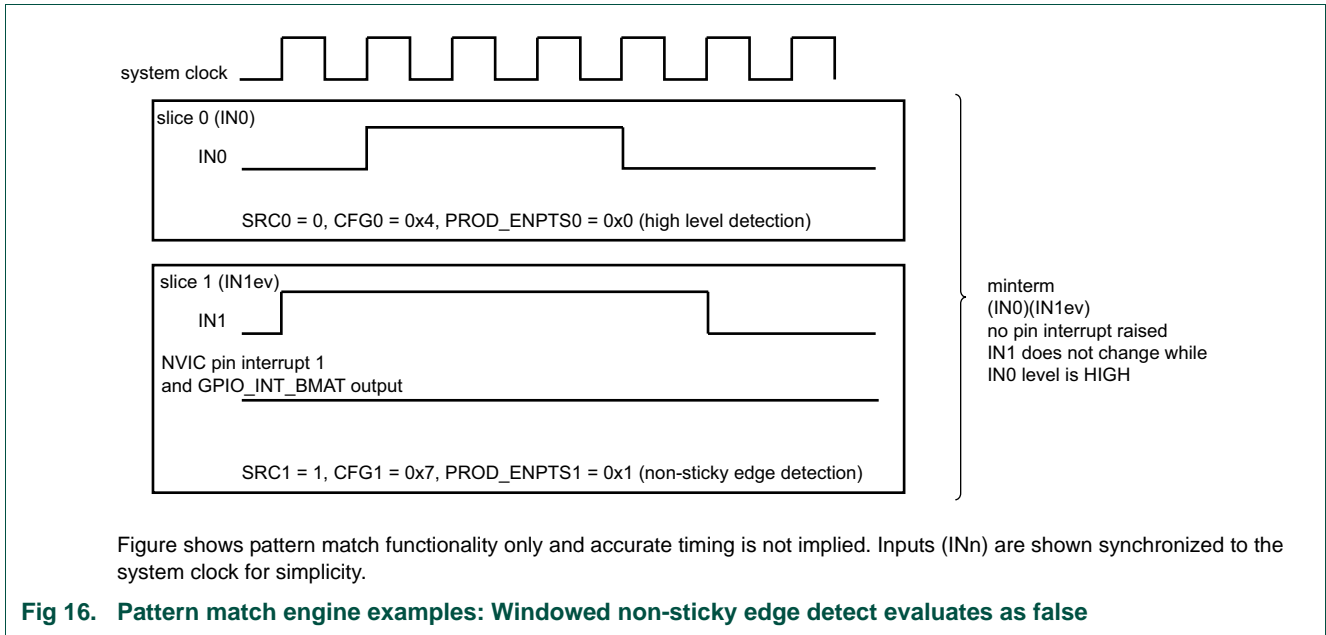 system clock
slice 0 (IN0)
IN0
SRC0 = 0, CFG0 = 0x4, PROD_ENPTS0 = 0x0 (high level detection)
slice 1 (IN1ev)
IN1
NVIC pin interrupt 1
and GPIO_INT_BMAT output
SRC1 = 1, CFG1 = 0x7, PROD_ENPTS1 = 0x1 (non-sticky edge detection)
minterm
(IN0)(IN1ev)
no pin interrupt raised
IN1 does not change while
IN0 level is HIGH
Figure shows pattern match functionality only and accurate timing is not implied. Inputs (INn) are shown synchronized to the
system clock for simplicity.
Fig 16. Pattern match engine examples: Windowed non-sticky edge detect evaluates as false